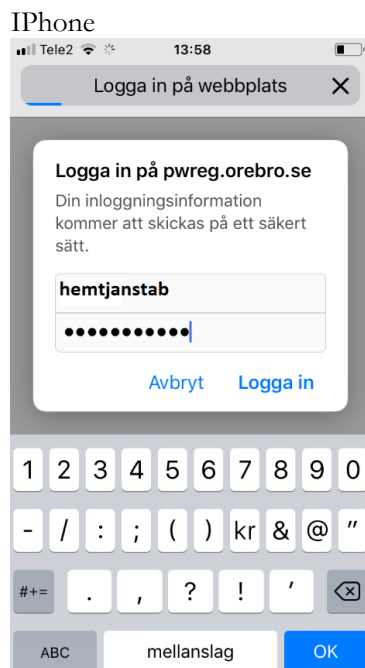 IPhone
Tele2 13:58
Logga in på webbplats
Logga in på pwreg.orebro.se
Din inloggningsinformation
kommer att skickas på ett säkert
sätt.
hemtjanstab
●●●●●●●●●●●
Avbryt Logga in
1 2 3 4 5 6 7 8 9 0
- / : ; ( ) kr & @ "
#+= . , ? ! ′
ABC mellanslag OK